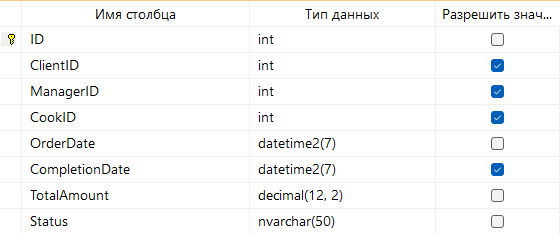 Имя столбца Тип данных Разрешить знач...
ID int
ClientID int
ManagerID int
CookID int
OrderDate datetime2(7)
CompletionDate datetime2(7)
TotalAmount decimal(12, 2)
Status nvarchar(50)